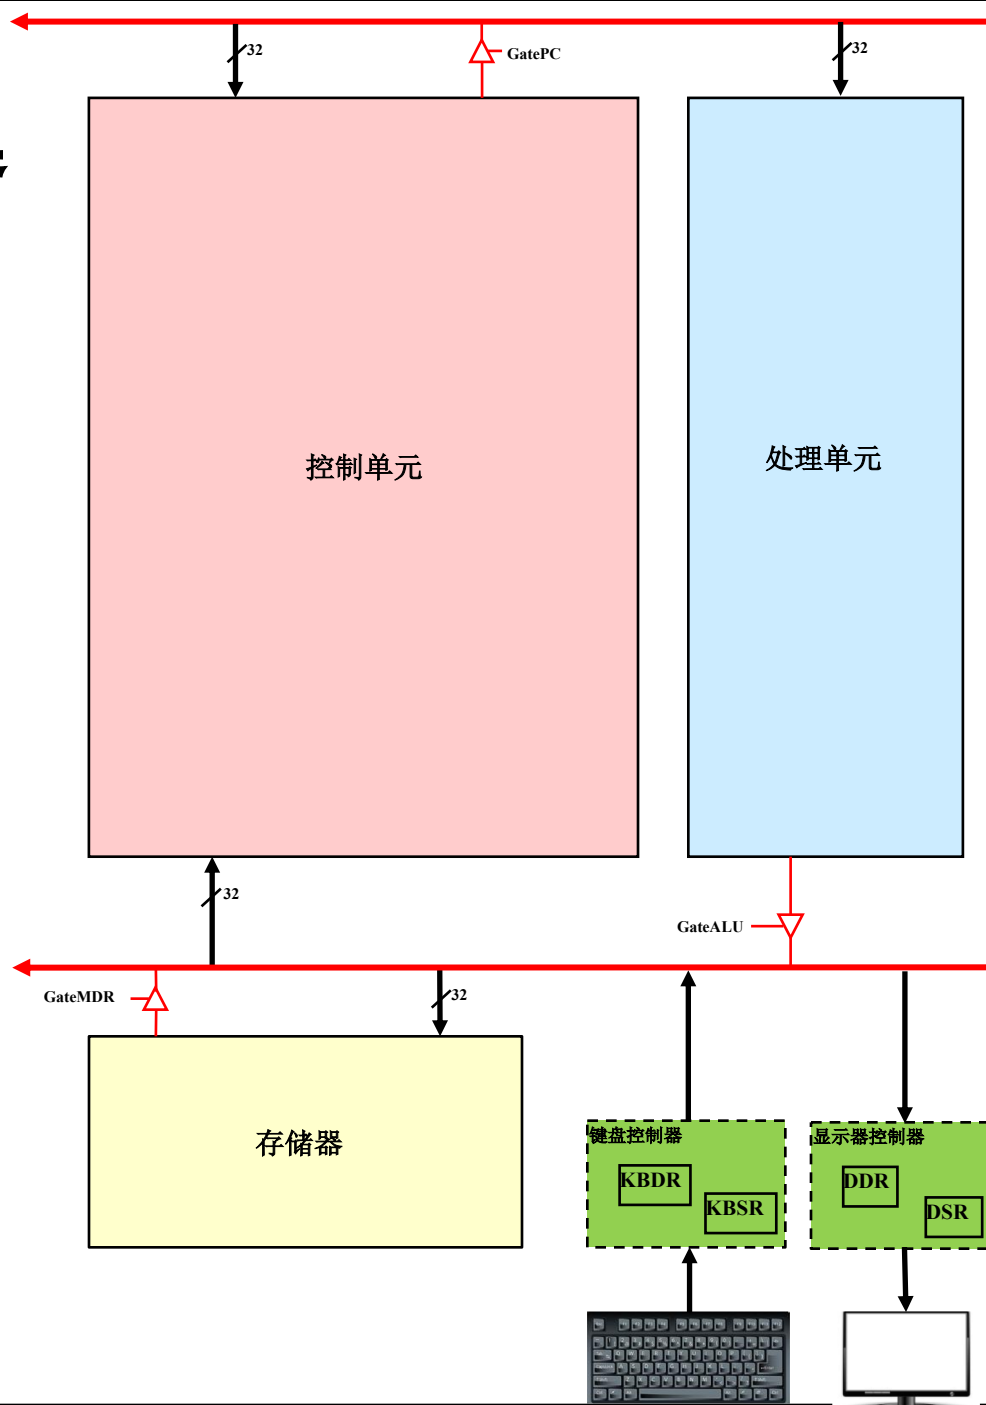 32
GatePC
32
控制单元
处理单元
32
GateALU
GateMDR
32
存储器
键盘控制器
KBDR
KBSR
显示器控制器
DDR
DSR